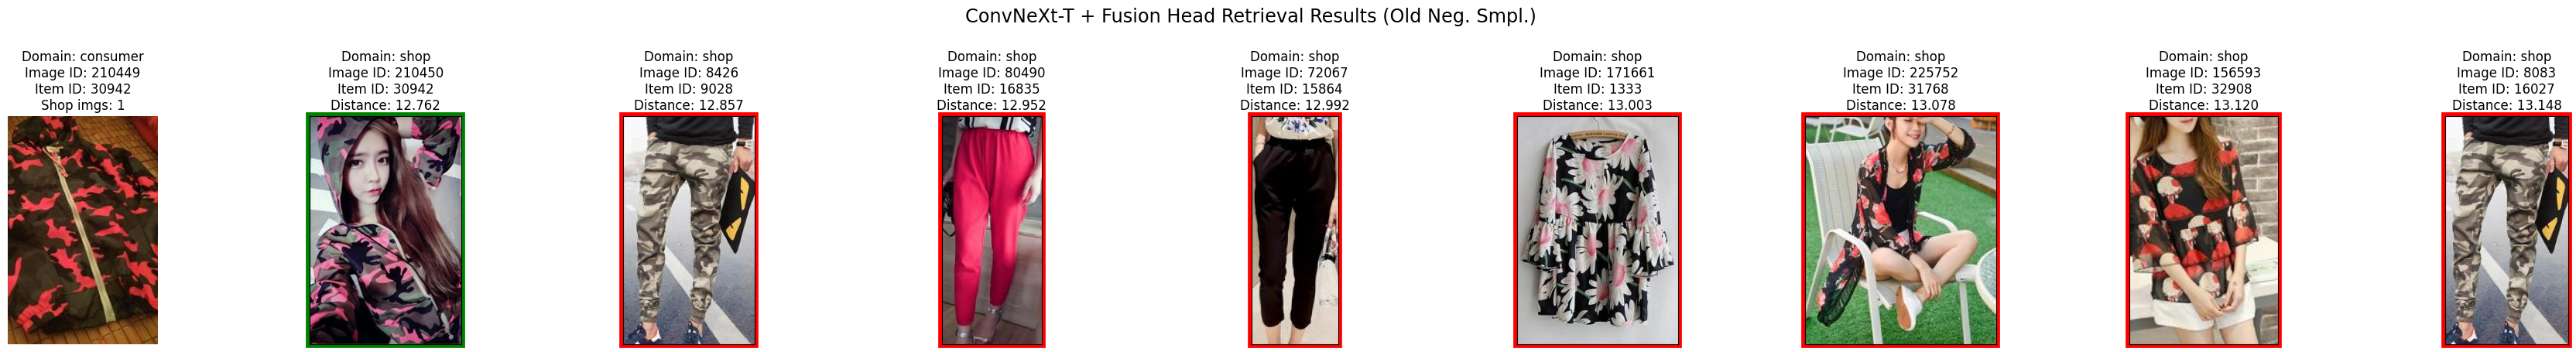 ConvNeXt-T + Fusion Head Retrieval Results (Old Neg. Smpl.)
Domain: consumer
Image ID: 210449
Item ID: 30942
Shop imgs: 1
Domain: shop
Image ID: 210450
Item ID: 30942
Distance: 12.762
Domain: shop
Image ID: 8426
Item ID: 9028
Distance: 12.857
Domain: shop
Image ID: 80490
Item ID: 16835
Distance: 12.952
Domain: shop
Image ID: 72067
Item ID: 15864
Distance: 12.992
Domain: shop
Image ID: 171661
Item ID: 1333
Distance: 13.003
Domain: shop
Image ID: 225752
Item ID: 31768
Distance: 13.078
Domain: shop
Image ID: 156593
Item ID: 32908
Distance: 13.120
Domain: shop
Image ID: 8083
Item ID: 16027
Distance: 13.148